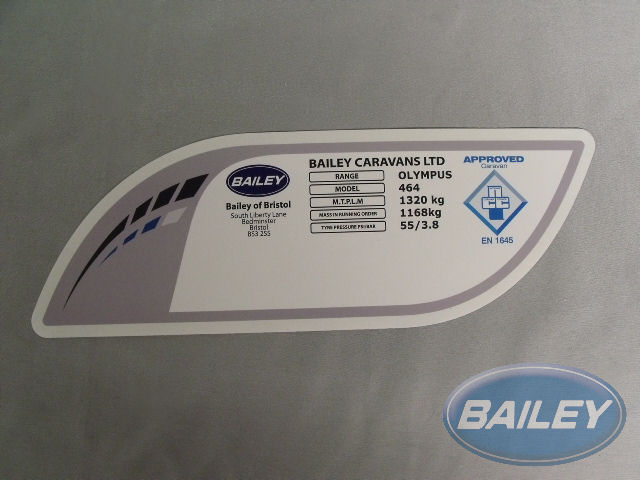 BAILEY
Bailey of Bristol
South Liberty Lane
Bedminster
Bristol
BS3 2SS
BAILEY CARAVANS LTD
RANGE OLYMPUS
MODEL 464
M.T.P.L.M 1320 kg
MASS IN RUNNING ORDER 1168kg
TYRE PRESSURE PSI/BAR 55/3.8
APPROVED
Caravan
EN 1645
BAILEY